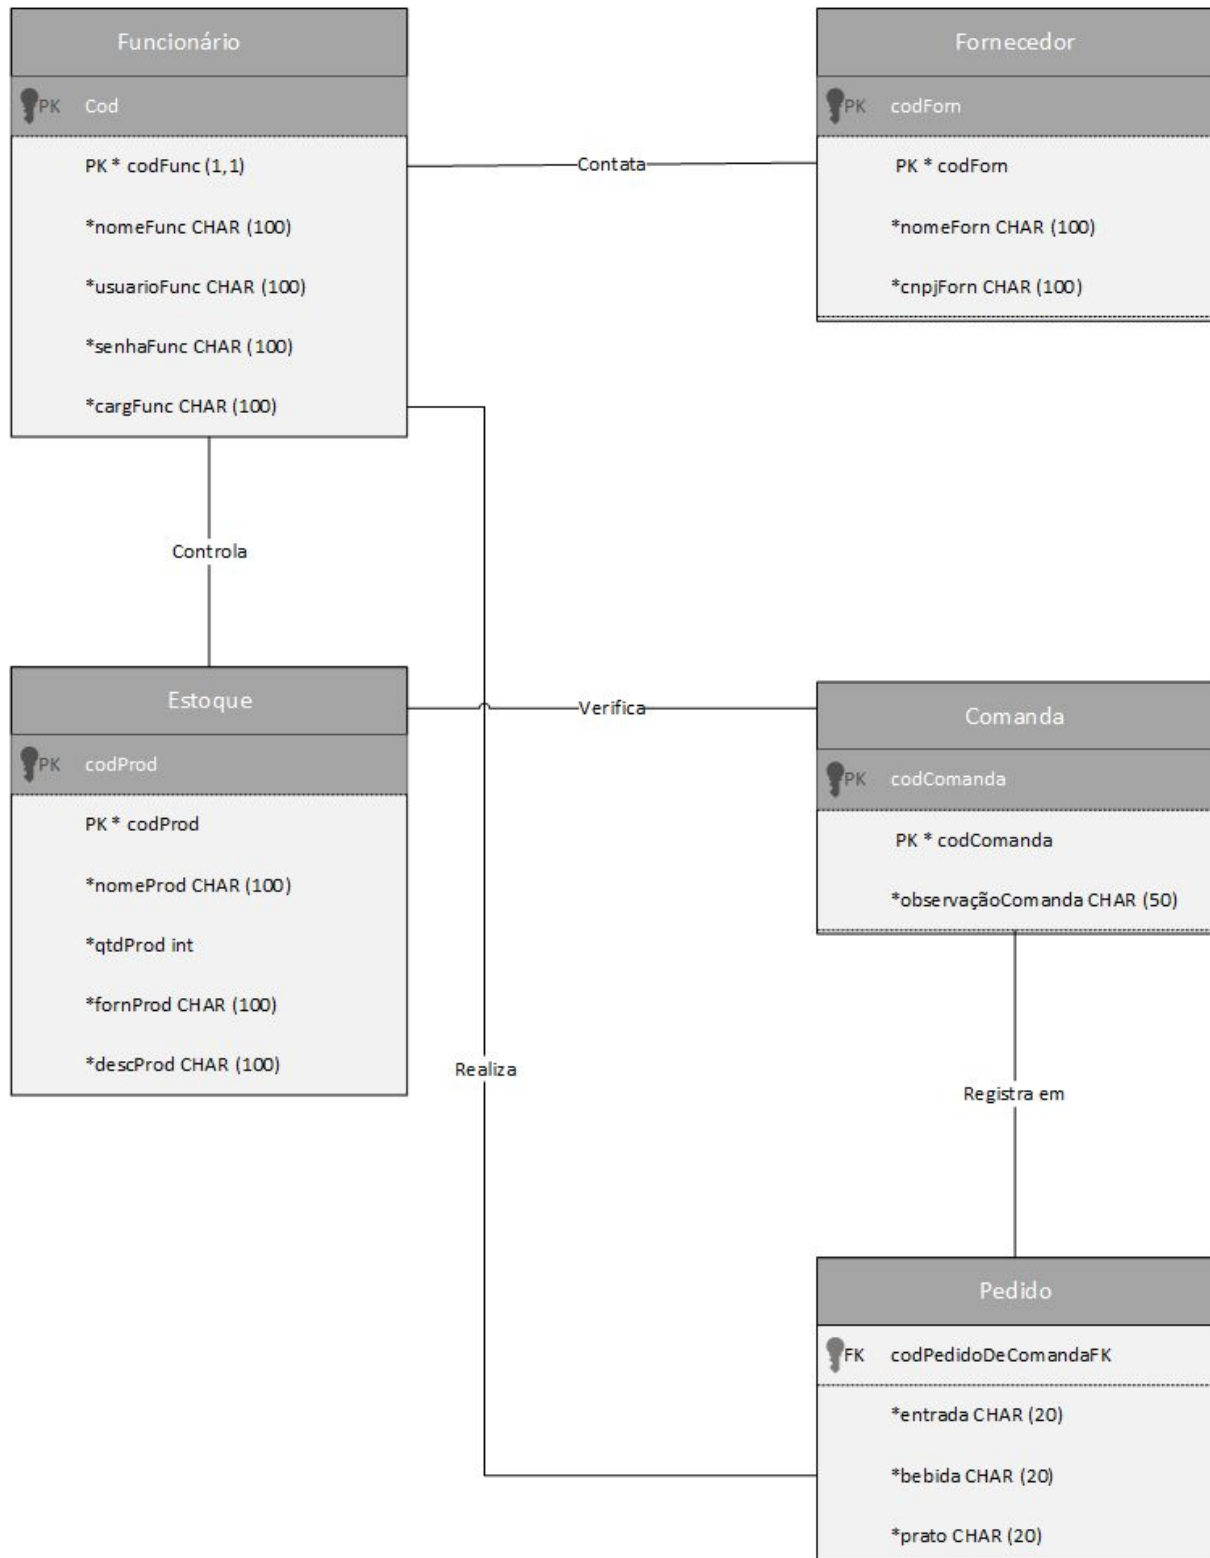 Funcionário
PK Cod
PK * codFunc (1,1)
*nomeFunc CHAR (100)
*usuarioFunc CHAR (100)
*senhaFunc CHAR (100)
*cargFunc CHAR (100)
Contata
Fornecedor
PK codForn
PK * codForn
*nomeForn CHAR (100)
*cnpjForn CHAR (100)
Controla
Estoque
PK codProd
PK * codProd
*nomeProd CHAR (100)
*qtdProd int
*fornProd CHAR (100)
*descProd CHAR (100)
Verifica
Comanda
PK codComanda
PK * codComanda
*observaçãoComanda CHAR (50)
Realiza
Registra em
Pedido
FK codPedidoDeComandaFK
*entrada CHAR (20)
*bebida CHAR (20)
*prato CHAR (20)